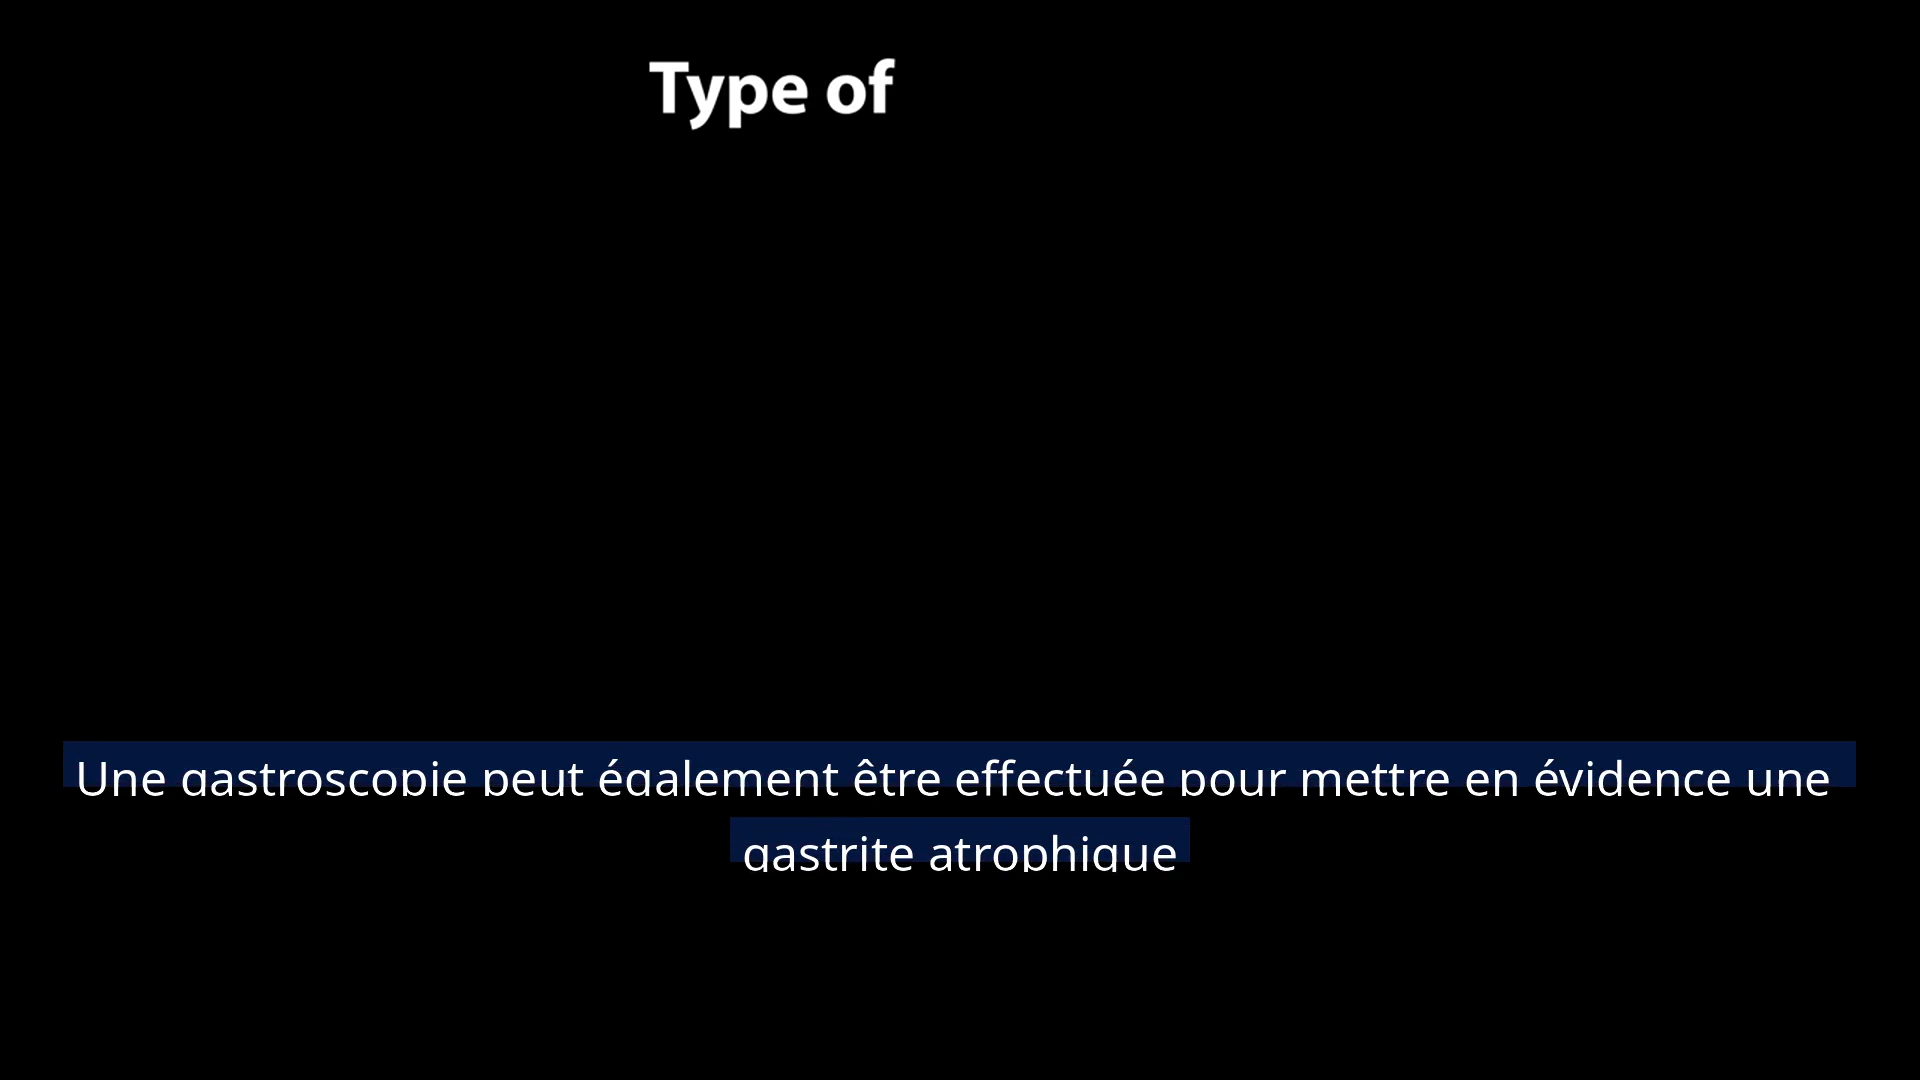 Type of
Une gastroscopie peut également être effectuée pour mettre en évidence une
gastrite atrophique